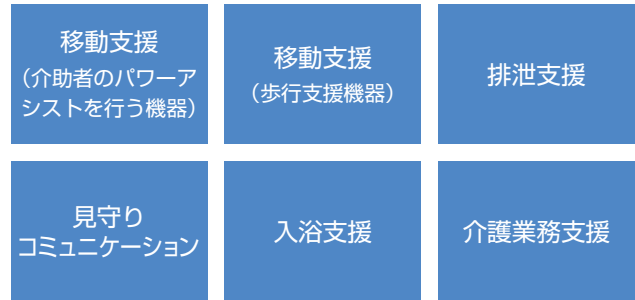 移動支援
（介助者のパワーア
シストを行う機器）
移動支援
（歩行支援機器）
排泄支援
見守り
コミュニケーション
入浴支援
介護業務支援